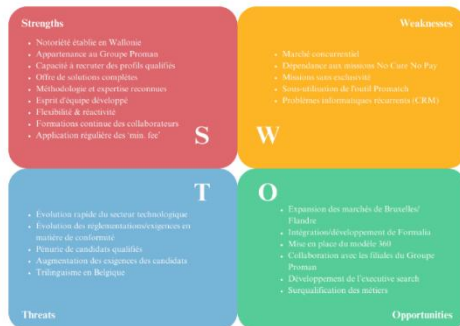 Strengths
• Notoriété établie en Wallonie
• Appartenance au Groupe Proman
• Capacité à recruter des profils qualifiés
• Offre de solutions complètes
• Méthodologie et expertise reconnues
• Esprit d'équipe développé
• Flexibilité & réactivité
• Formations continue des collaborateurs
• Application régulière des 'min. fee'
S
Weaknesses
• Marché concurrentiel
• Dépendance aux missions No Cure No Pay
• Missions sans exclusivité
• Sous-utilisation de l'outil
• Problèmes informatiques récurrents (CRM)
W
T
• Evolution rapide du secteur technologique
• Evolution des réglementations/exigences en
matière de conformité
• Pénurie de candidats qualifiés
• Augmentation des exigences des candidats
• Trilinguisme en Belgique
Threats
O
• Expansion des marchés de Bruxelles/
Flandre
• Intégration/développement de Formalia
• Mise en place du modèle 360
• Collaboration avec les filiales du Groupe
Proman
• Développement de l'executive search
• Surqualification des métiers
Opportunities